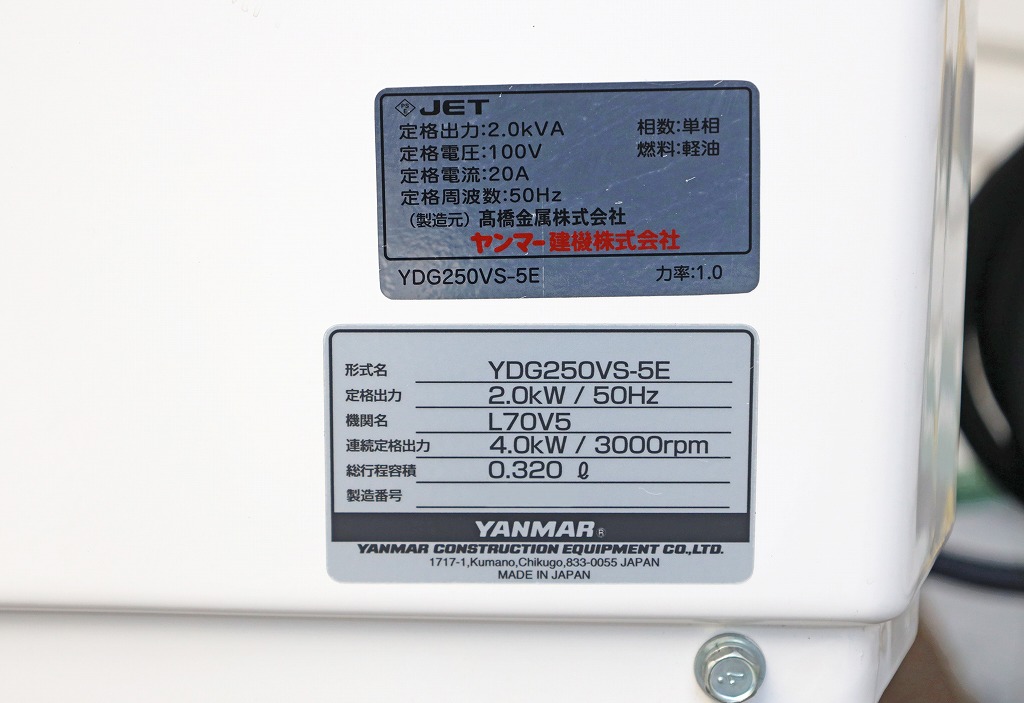 PS E JET
定格出力:2.0kVA 相数:単相
定格電圧:100V 燃料:軽油
定格電流:20A
定格周波数:50Hz
(製造元) 髙橋金属株式会社
ヤンマー建機株式会社
YDG250VS-5E 力率:1.0
形式名 YDG250VS-5E
定格出力 2.0kW / 50Hz
機関名 L70V5
連続定格出力 4.0kW / 3000rpm
総行程容積 0.320 ℓ
製造番号
YANMAR®
YANMAR CONSTRUCTION EQUIPMENT CO.,LTD.
1717-1,Kumano,Chikugo,833-0055 JAPAN
MADE IN JAPAN